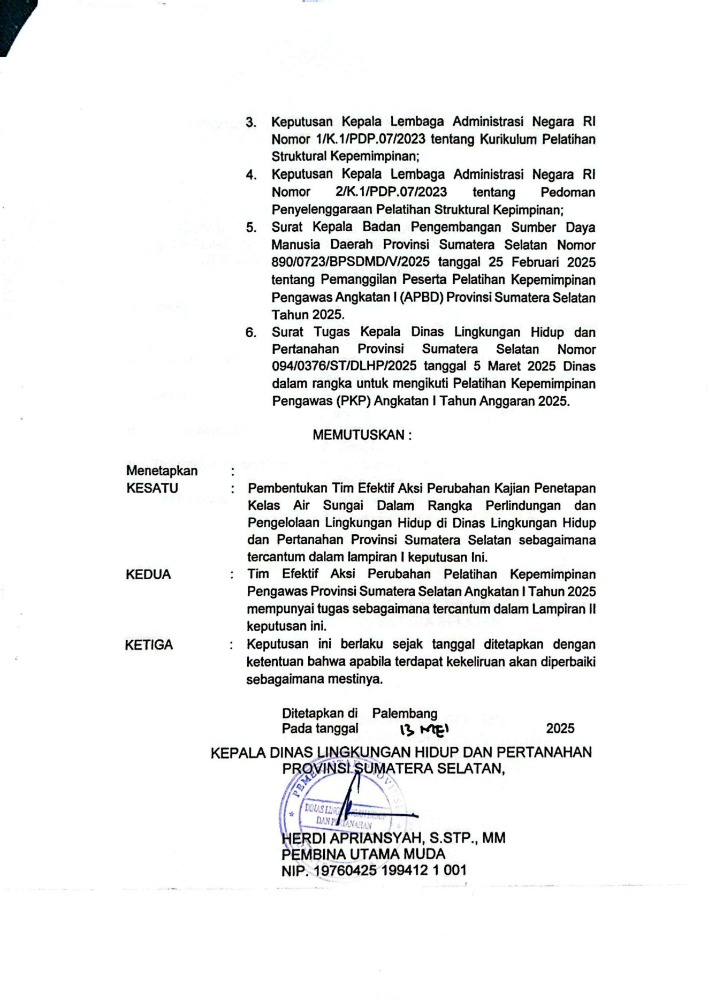 3. Keputusan Kepala Lembaga Administrasi Negara RI
Nomor 1/K.1/PDP.07/2023 tentang Kurikulum Pelatihan
Struktural Kepemimpinan;
4. Keputusan Kepala Lembaga Administrasi Negara RI
Nomor 2/K.1/PDP.07/2023 tentang Pedoman
Penyelenggaraan Pelatihan Struktural Kepimpinan;
5. Surat Kepala Badan Pengembangan Sumber Daya
Manusia Daerah Provinsi Sumatera Selatan Nomor
890/0723/BPSDMD/V/2025 tanggal 25 Februari 2025
tentang Pemanggilan Peserta Pelatihan Kepemimpinan
Pengawas Angkatan I (APBD) Provinsi Sumatera Selatan
Tahun 2025.
6. Surat Tugas Kepala Dinas Lingkungan Hidup dan
Pertanahan Provinsi Sumatera Selatan Nomor
094/0376/ST/DLHP/2025 tanggal 5 Maret 2025 Dinas
dalam rangka untuk mengikuti Pelatihan Kepemimpinan
Pengawas (PKP) Angkatan I Tahun Anggaran 2025.
MEMUTUSKAN :
Menetapkan :
KESATU : Pembentukan Tim Efektif Aksi Perubahan Kajian Penetapan
Kelas Air Sungai Dalam Rangka Perlindungan dan
Pengelolaan Lingkungan Hidup di Dinas Lingkungan Hidup
dan Pertanahan Provinsi Sumatera Selatan sebagaimana
tercantum dalam lampiran I keputusan Ini.
KEDUA : Tim Efektif Aksi Perubahan Pelatihan Kepemimpinan
Pengawas Provinsi Sumatera Selatan Angkatan I Tahun 2025
mempunyai tugas sebagaimana tercantum dalam Lampiran II
keputusan ini.
KETIGA : Keputusan ini berlaku sejak tanggal ditetapkan dengan
ketentuan bahwa apabila terdapat kekeliruan akan diperbaiki
sebagaimana mestinya.
Ditetapkan di Palembang
Pada tanggal 13 MEI 2025
KEPALA DINAS LINGKUNGAN HIDUP DAN PERTANAHAN
PROVINSI SUMATERA SELATAN,
PEMERINTAH PROVINSI
DINAS LINGKUNGAN HIDUP
DAN PERTANAHAN
HERDI APRIANSYAH, S.STP., MM
PEMBINA UTAMA MUDA
NIP. 19760425 199412 1 001